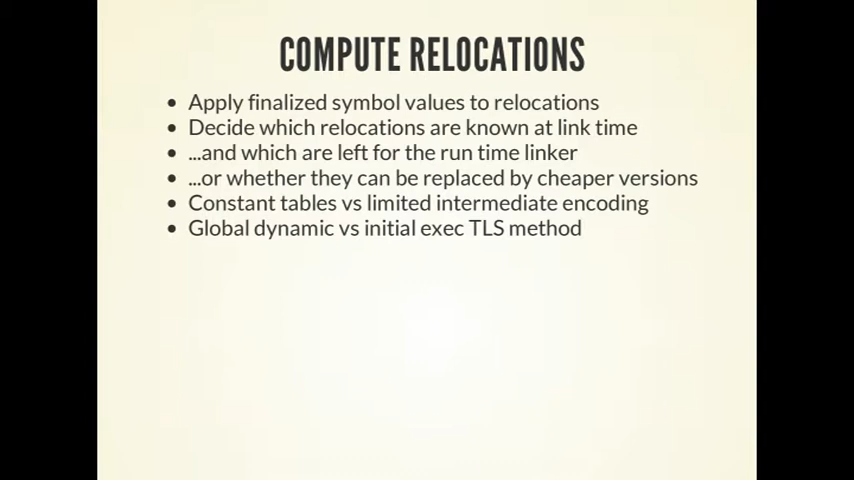 COMPUTE RELOCATIONS
• Apply finalized symbol values to relocations
• Decide which relocations are known at link time
• ...and which are left for the run time linker
• ...or whether they can be replaced by cheaper versions
• Constant tables vs limited intermediate encoding
• Global dynamic vs initial exec TLS method